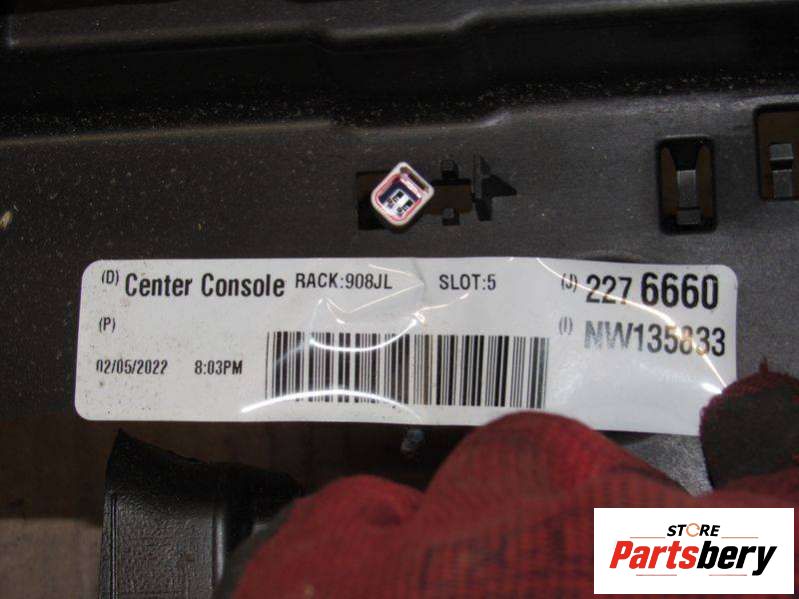 (D) Center Console RACK:908JL SLOT:5 (J) 227 6660
(P) (I) NW135833
02/05/2022 8:03PM
STORE
Partsbery